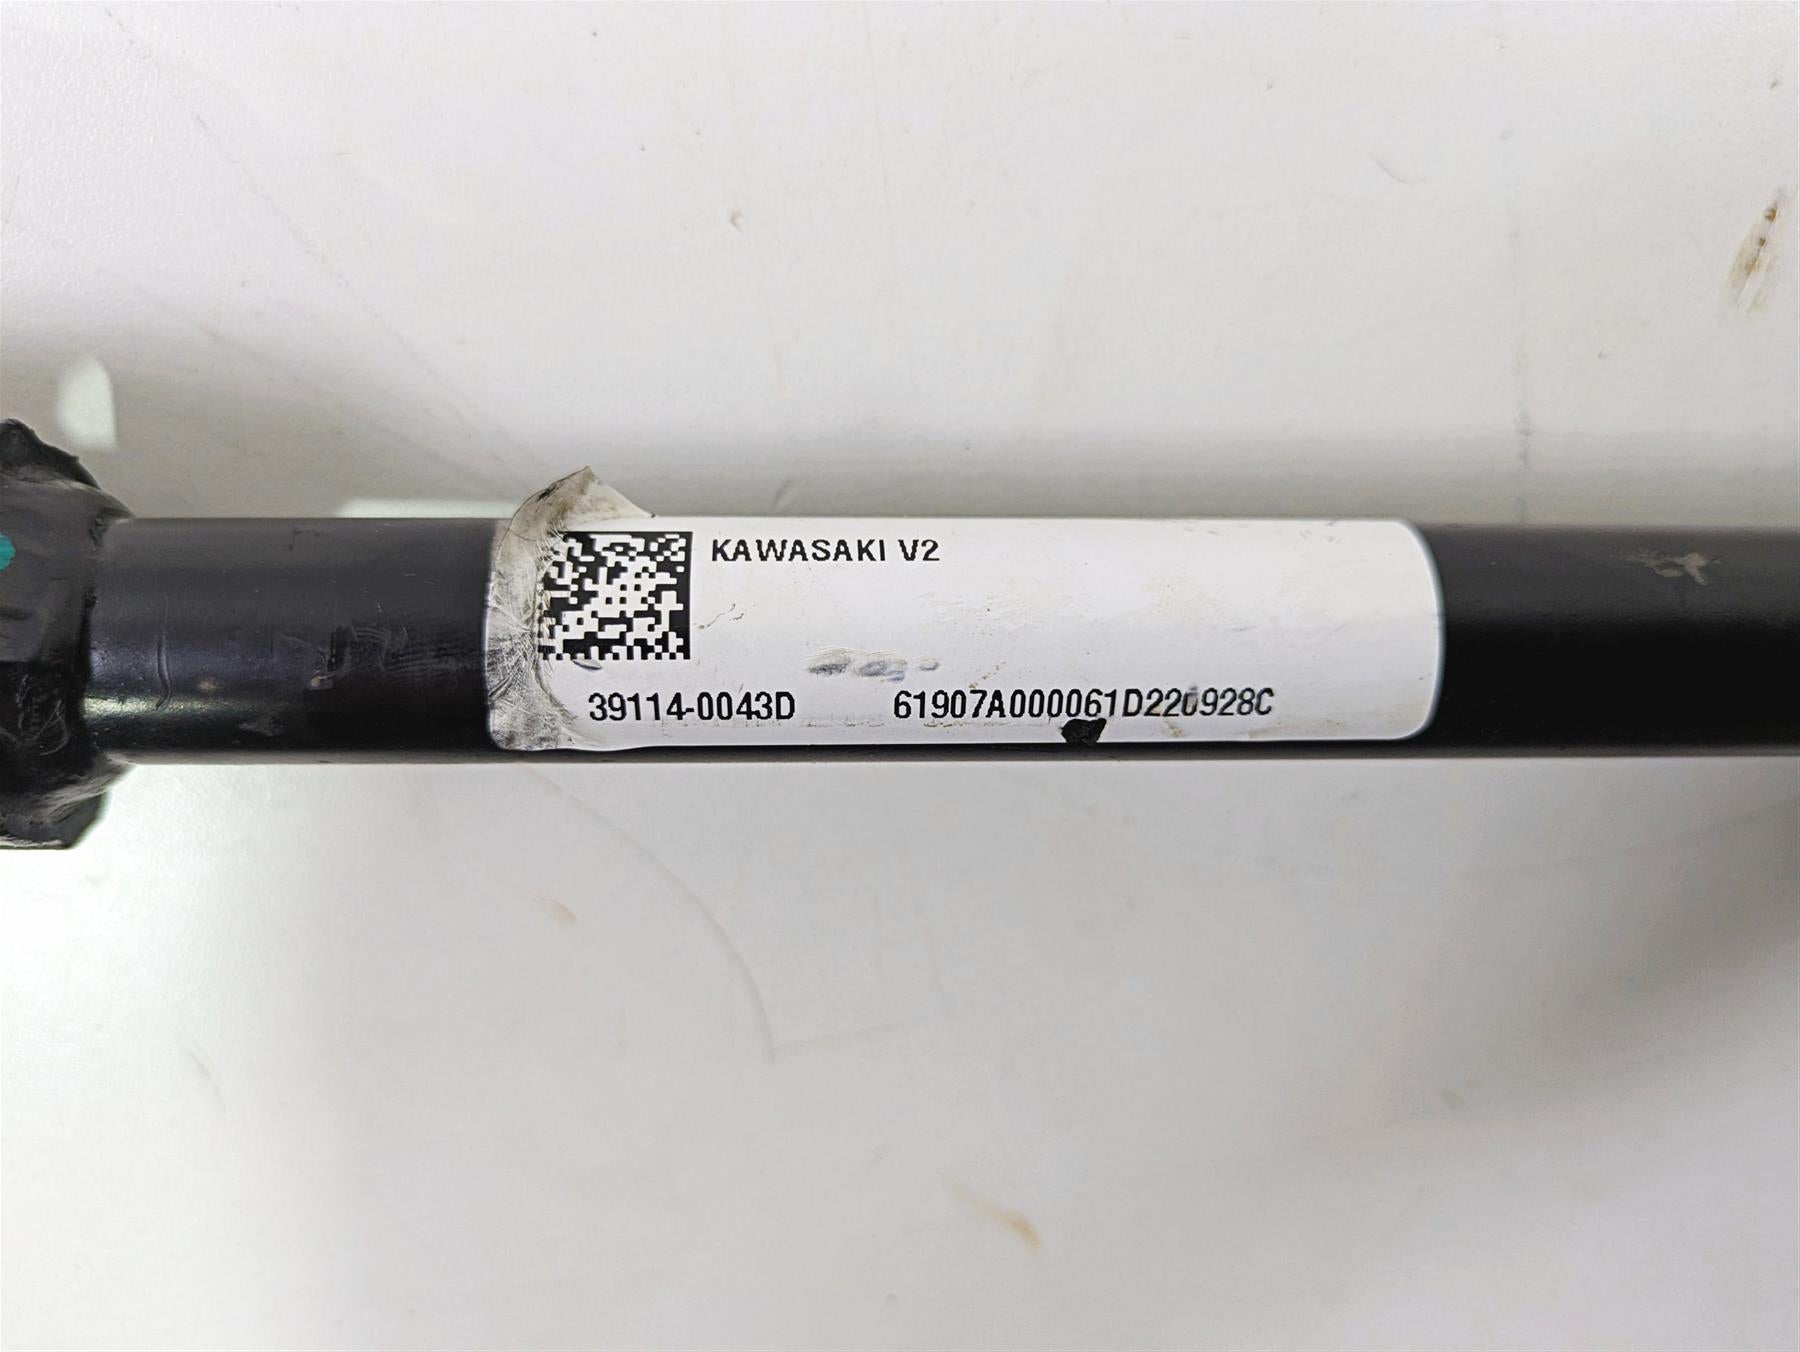 KAWASAKI V2
39114-0043D 61907A000061D220928C